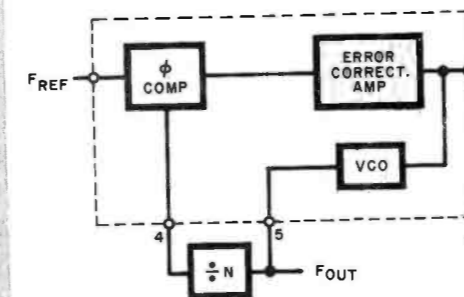 FREF
ϕ
COMP
ERROR
CORRECT.
AMP
VCO
4
5
÷N
FOUT